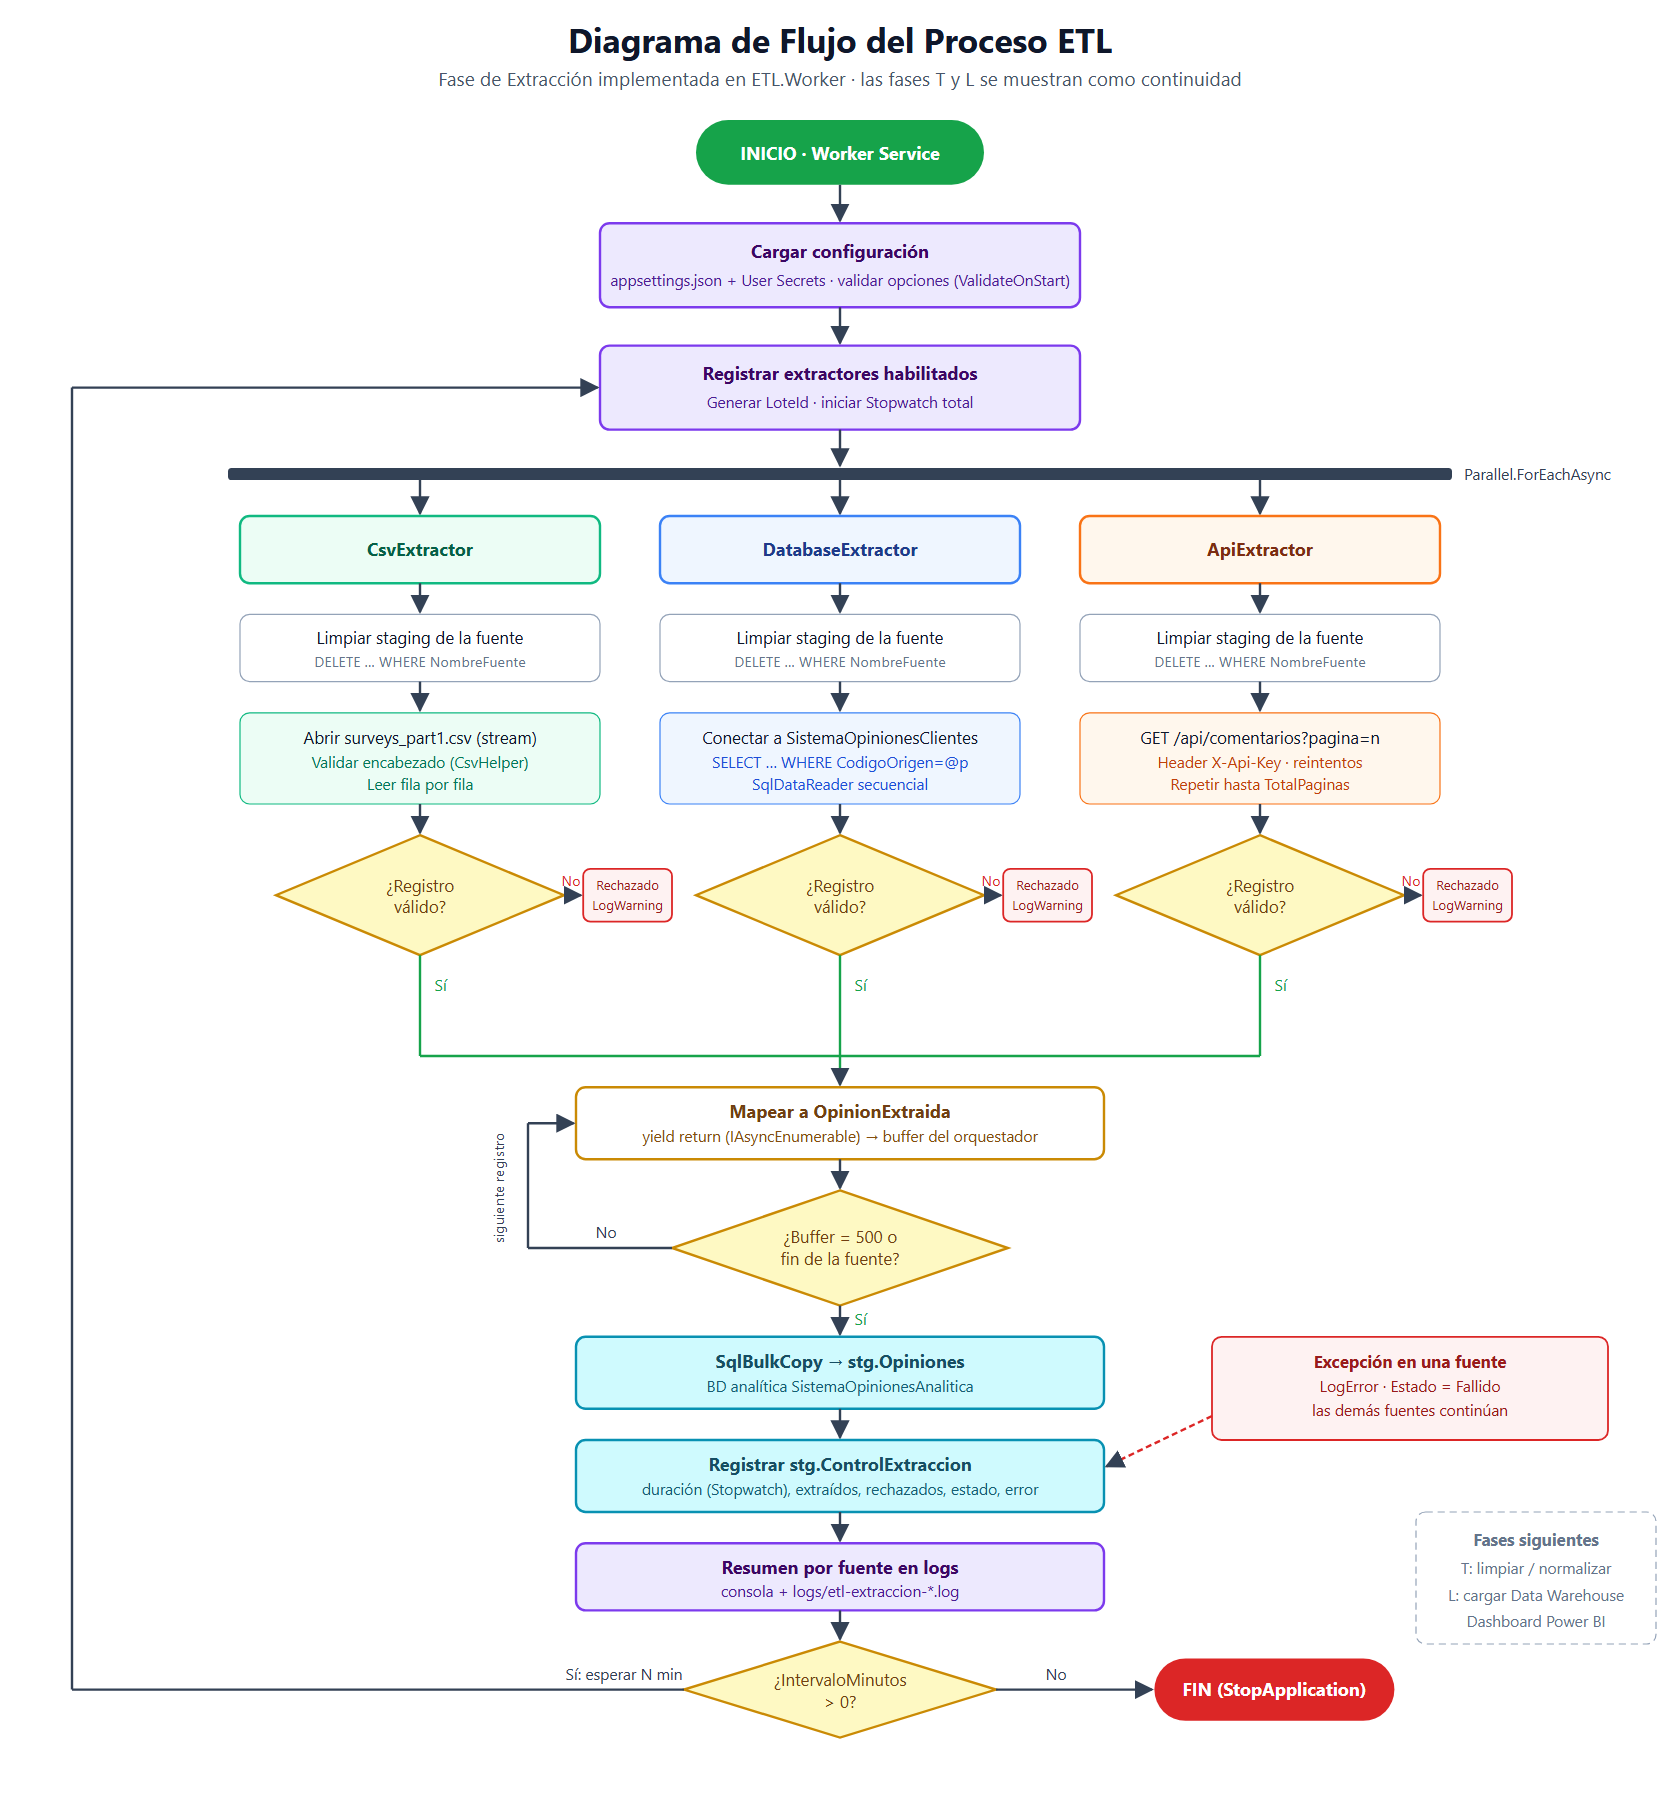 Diagrama de Flujo del Proceso ETL
Fase de Extracción implementada en ETL.Worker · las fases T y L se muestran como continuidad
INICIO · Worker Service
Cargar configuración
appsettings.json + User Secrets · validar opciones (ValidateOnStart)
Registrar extractores habilitados
Generar LoteId · iniciar Stopwatch total
Parallel.ForEachAsync
CsvExtractor
DatabaseExtractor
ApiExtractor
Limpiar staging de la fuente
DELETE ... WHERE NombreFuente
Limpiar staging de la fuente
DELETE ... WHERE NombreFuente
Limpiar staging de la fuente
DELETE ... WHERE NombreFuente
Abrir surveys_part1.csv (stream)
Validar encabezado (CsvHelper)
Leer fila por fila
Conectar a SistemaOpinionesClientes
SELECT ... WHERE CodigoOrigen=@p
SqlDataReader secuencial
GET /api/comentarios?pagina=n
Header X-Api-Key · reintentos
Repetir hasta TotalPaginas
¿Registro
válido?
No
Rechazado
LogWarning
¿Registro
válido?
No
Rechazado
LogWarning
¿Registro
válido?
No
Rechazado
LogWarning
Sí
Sí
Sí
Mapear a OpinionExtraida
yield return (IAsyncEnumerable) → buffer del orquestador
siguiente registro
No
¿Buffer = 500 o
fin de la fuente?
Sí
SqlBulkCopy → stg.Opiniones
BD analítica SistemaOpinionesAnalitica
Excepción en una fuente
LogError · Estado = Fallido
las demás fuentes continúan
Registrar stg.ControlExtraccion
duración (Stopwatch), extraídos, rechazados, estado, error
Resumen por fuente en logs
consola + logs/etl-extraccion-*.log
Fases siguientes
T: limpiar / normalizar
L: cargar Data Warehouse
Dashboard Power BI
Sí: esperar N min
¿IntervaloMinutos
> 0?
No
FIN (StopApplication)